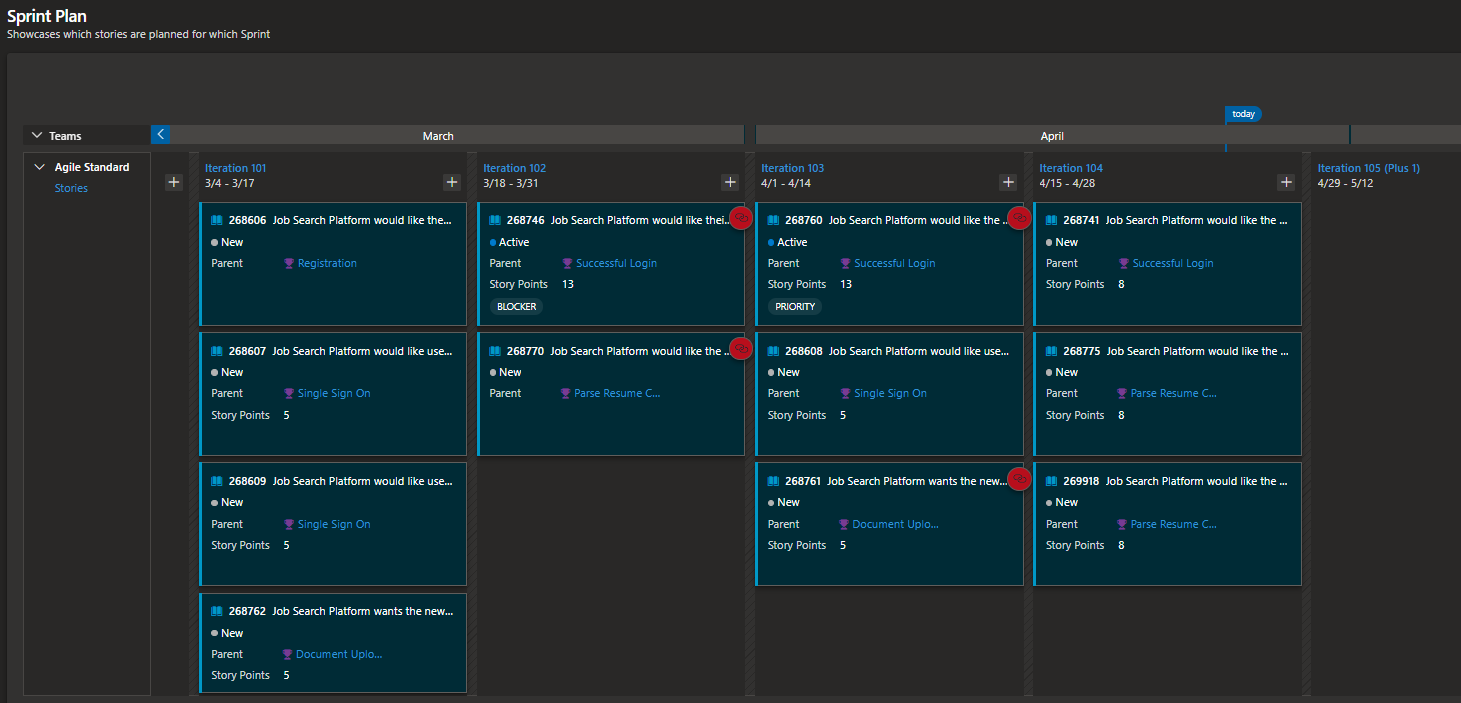 Sprint Plan
Showcases which stories are planned for which Sprint
today
Teams
March
April
Agile Standard
Stories
Iteration 101
3/4 - 3/17
268606 Job Search Platform would like the...
New
Parent Registration
268607 Job Search Platform would like use...
New
Parent Single Sign On
Story Points 5
268609 Job Search Platform would like use...
New
Parent Single Sign On
Story Points 5
268762 Job Search Platform wants the new...
New
Parent Document Uplo...
Story Points 5
Iteration 102
3/18 - 3/31
268746 Job Search Platform would like thei...
Active
Parent Successful Login
Story Points 13
BLOCKER
268770 Job Search Platform would like the ...
New
Parent Parse Resume C...
Iteration 103
4/1 - 4/14
268760 Job Search Platform would like the ...
Active
Parent Successful Login
Story Points 13
PRIORITY
268608 Job Search Platform would like use...
New
Parent Single Sign On
Story Points 5
268761 Job Search Platform wants the new...
New
Parent Document Uplo...
Story Points 5
Iteration 104
4/15 - 4/28
268741 Job Search Platform would like the ...
New
Parent Successful Login
Story Points 8
268775 Job Search Platform would like the ...
New
Parent Parse Resume C...
Story Points 8
269918 Job Search Platform would like the ...
New
Parent Parse Resume C...
Story Points 8
Iteration 105 (Plus 1)
4/29 - 5/12